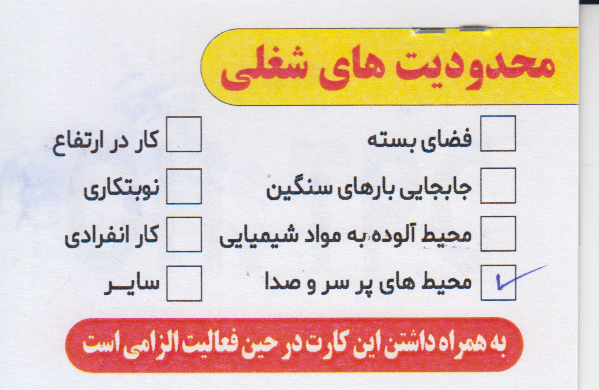 محدودیت های شغلی
فضای بسته
کار در ارتفاع
جابجایی بارهای سنگین
نوبتکاری
محیط آلوده به مواد شیمیایی
کار انفرادی
محیط های پر سر و صدا
سایـر
به همراه داشتن این کارت در حین فعالیت الزامی است